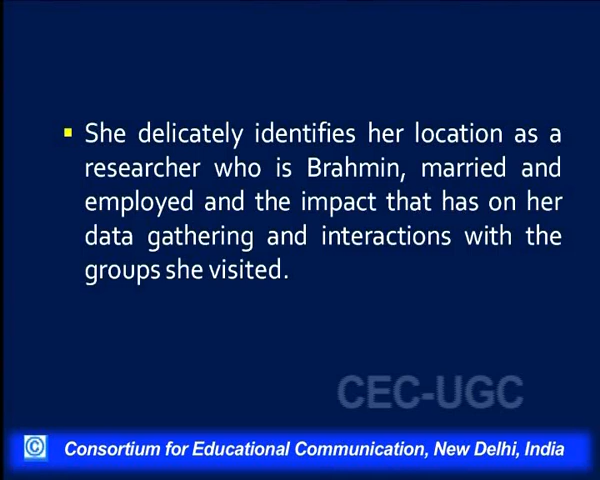 She delicately identifies her location as a
researcher who is Brahmin, married and
employed and the impact that has on her
data gathering and interactions with the
groups she visited.
CEC-UGC
© Consortium for Educational Communication, New Delhi, India